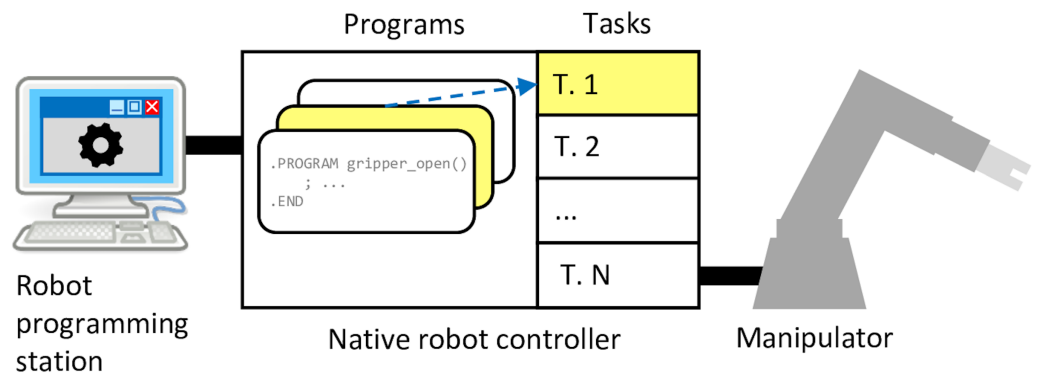 Programs
Tasks
T. 1
.PROGRAM gripper_open()
; ...
.END
T. 2
...
T. N
Robot
programming
station
Native robot controller
Manipulator